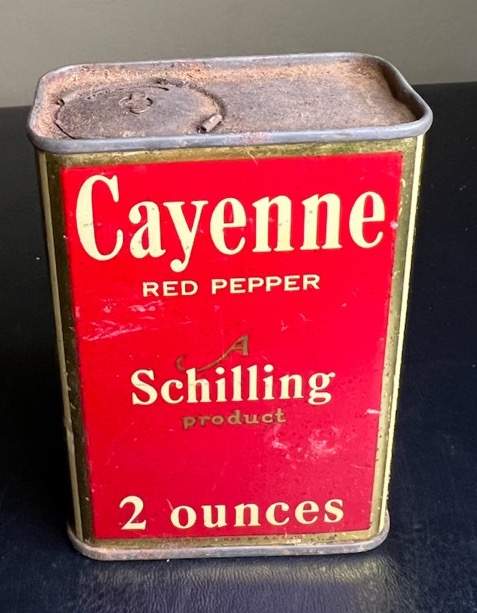 Cayenne
RED PEPPER
A
Schilling
product
2 ounces